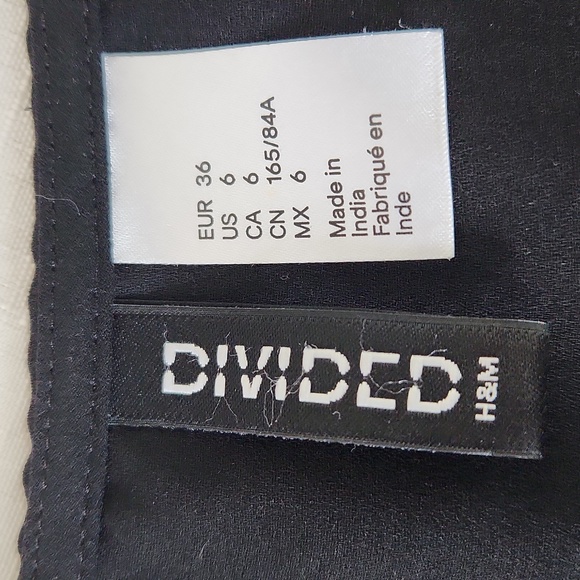 EUR 36
US 6
CA 6
CN 165/84A
MX 6
Made in
India
Fabriqué en
Inde
DIVIDED
H&M